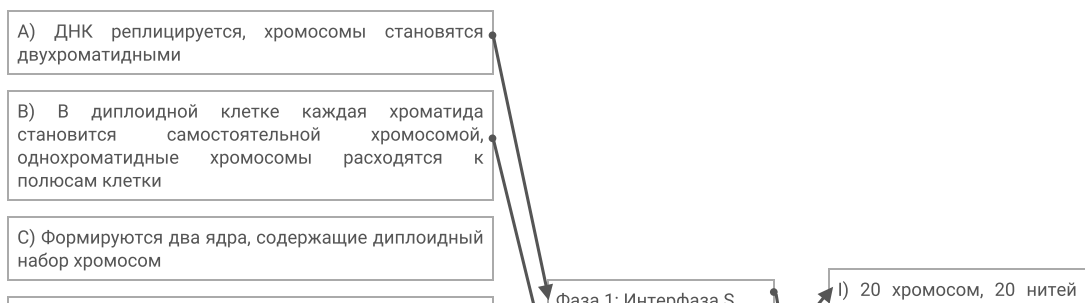 А) ДНК реплицируется, хромосомы становятся
двухроматидными
В) В диплоидной клетке каждая хроматида
становится самостоятельной хромосомой,
однохроматидные хромосомы расходятся к
полюсам клетки
С) Формируются два ядра, содержащие диплоидный
набор хромосом
Фаза 1: Интерфаза S
I) 20 хромосом, 20 нитей